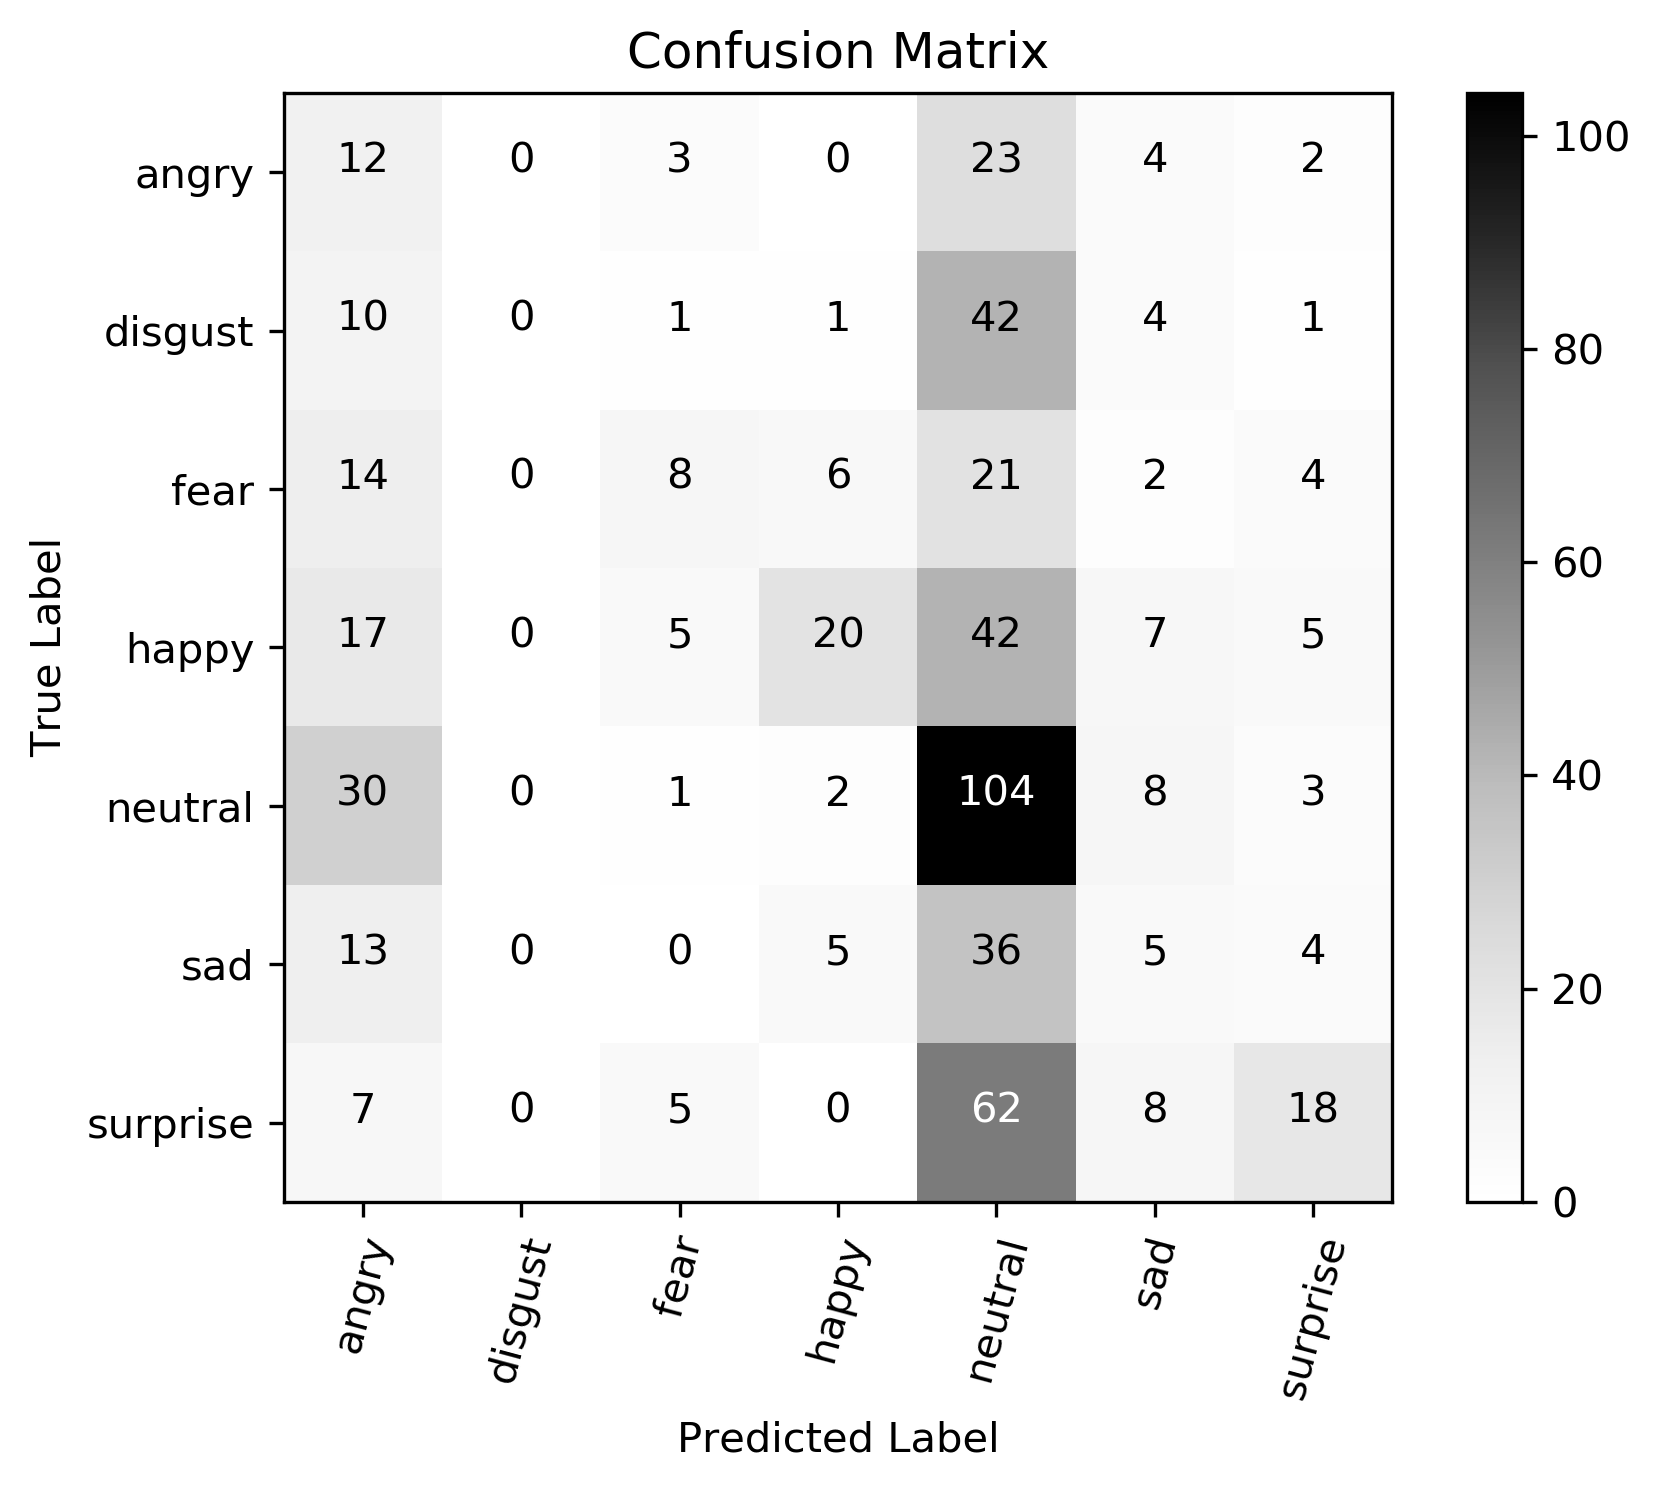 Confusion Matrix
angry 12 0 3 0 23 4 2
disgust 10 0 1 1 42 4 1
fear 14 0 8 6 21 2 4
happy 17 0 5 20 42 7 5
neutral 30 0 1 2 104 8 3
sad 13 0 0 5 36 5 4
surprise 7 0 5 0 62 8 18
True Label
angry disgust fear happy neutral sad surprise
Predicted Label
100
80
60
40
20
0